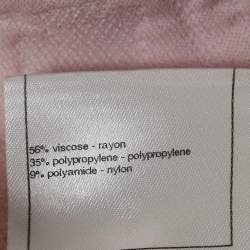 56% viscose - rayon
35% polypropylene - polypropylene
9% polyamide - nylon